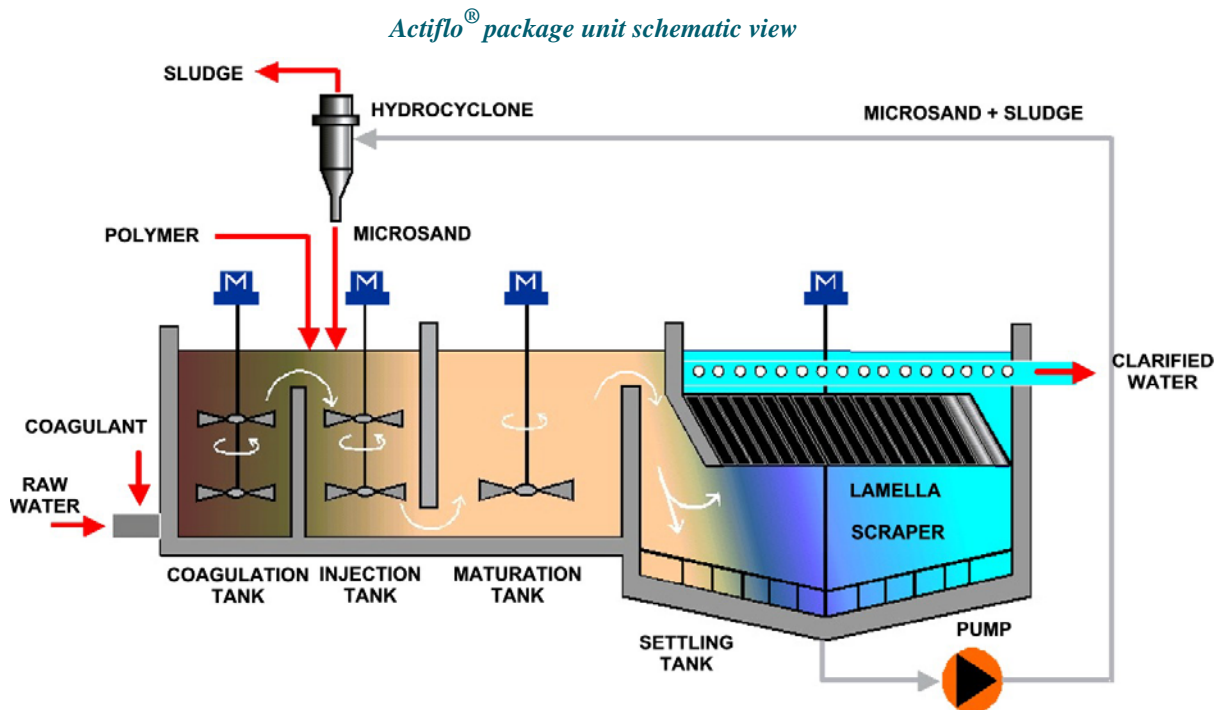 Actiflo® package unit schematic view
SLUDGE
HYDROCYCLONE
MICROSAND + SLUDGE
POLYMER
MICROSAND
M
M
M
M
CLARIFIED
WATER
COAGULANT
RAW
WATER
LAMELLA
SCRAPER
COAGULATION
TANK
INJECTION
TANK
MATURATION
TANK
SETTLING
TANK
PUMP